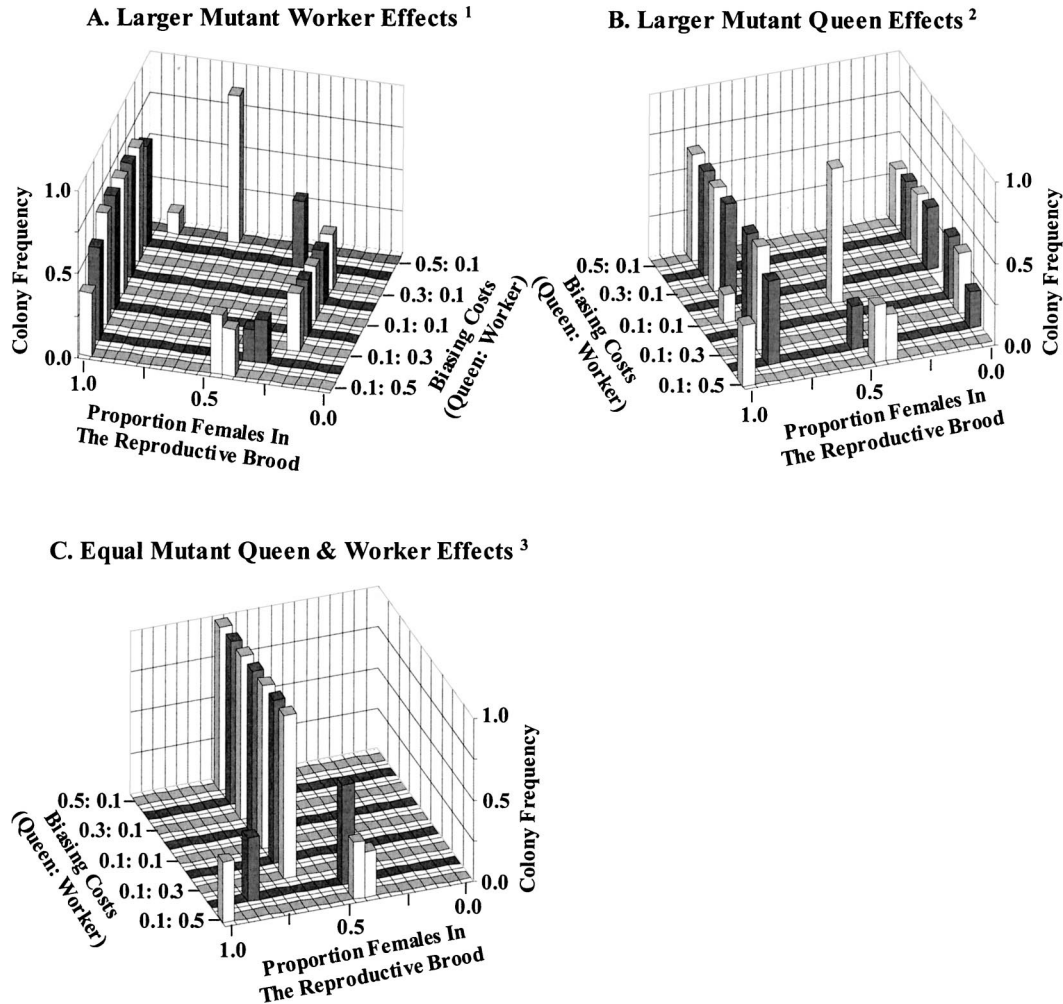 A. Larger Mutant Worker Effects 1
Colony Frequency
1.0
0.5
0.0
1.0
0.5
0.0
Proportion Females In
The Reproductive Brood
0.5: 0.1
0.3: 0.1
0.1: 0.1
0.1: 0.3
0.1: 0.5
Biasing Costs
(Queen: Worker)
B. Larger Mutant Queen Effects 2
0.5: 0.1
0.3: 0.1
0.1: 0.1
0.1: 0.3
0.1: 0.5
Biasing Costs
(Queen: Worker)
1.0
0.5
0.0
Proportion Females In
The Reproductive Brood
1.0
0.5
0.0
Colony Frequency
C. Equal Mutant Queen & Worker Effects 3
0.5: 0.1
0.3: 0.1
0.1: 0.1
0.1: 0.3
0.1: 0.5
Biasing Costs
(Queen: Worker)
1.0
0.5
0.0
Proportion Females In
The Reproductive Brood
1.0
0.5
0.0
Colony Frequency